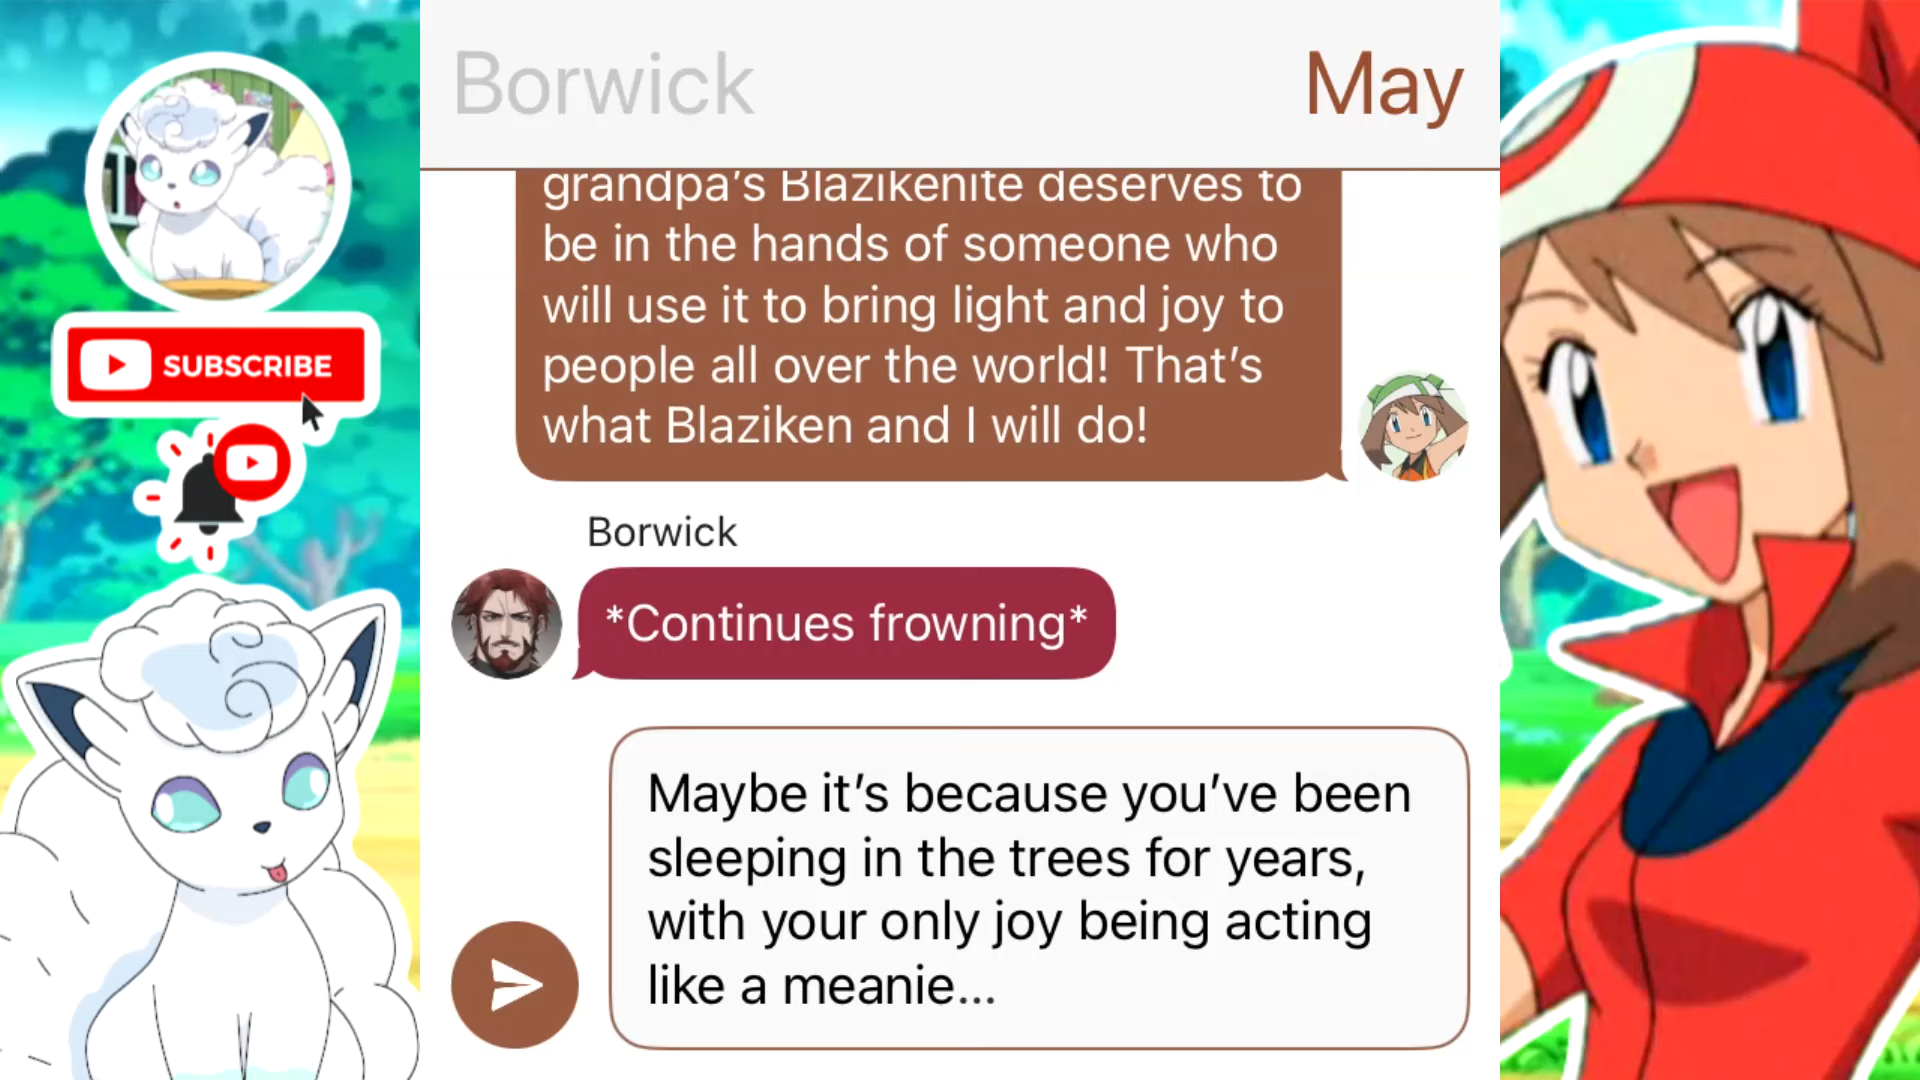 Borwick
May
grandpa's Blazikenite deserves to
be in the hands of someone who
will use it to bring light and joy to
people all over the world! That's
what Blaziken and I will do!
SUBSCRIBE
Borwick
*Continues frowning*
Maybe it's because you've been
sleeping in the trees for years,
with your only joy being acting
like a meanie...